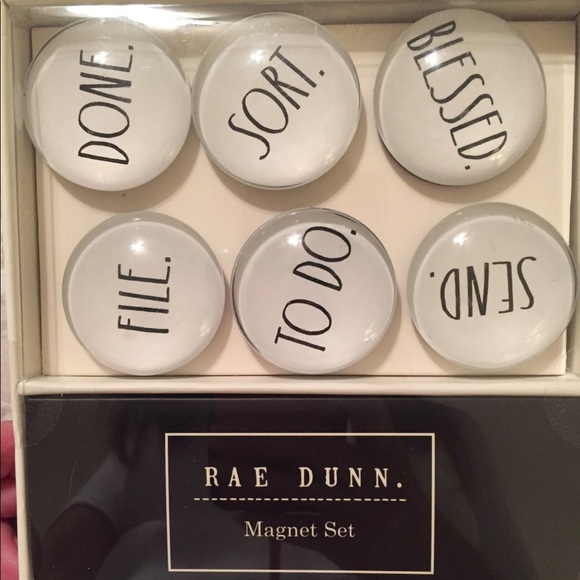 DONE.
SORT.
BLESSED.
FILE.
TO DO.
SEND.
RAE DUNN.
Magnet Set